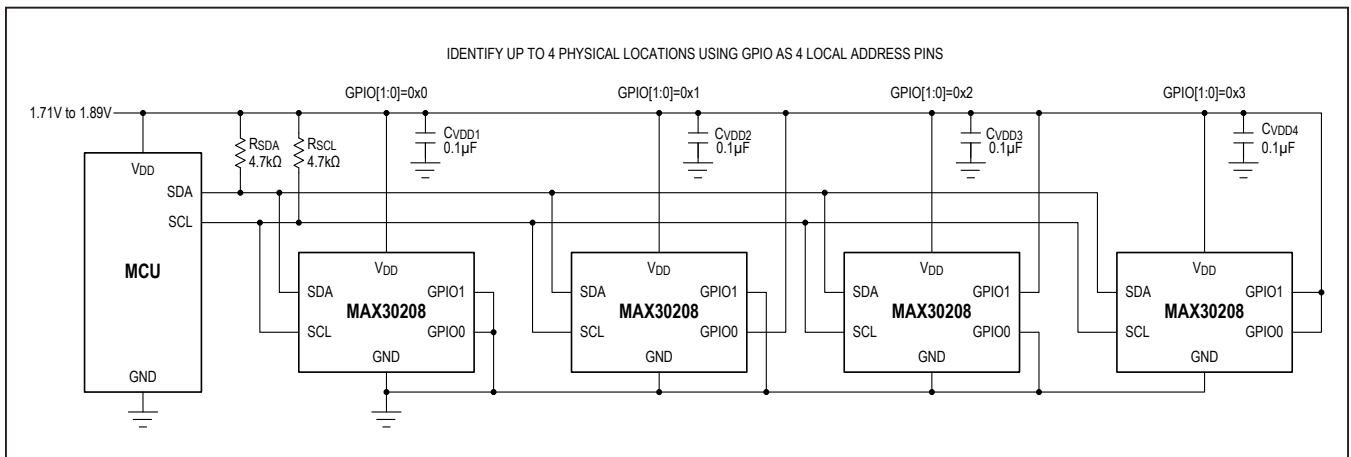 IDENTIFY UP TO 4 PHYSICAL LOCATIONS USING GPIO AS 4 LOCAL ADDRESS PINS
GPIO[1:0]=0x0
GPIO[1:0]=0x1
GPIO[1:0]=0x2
GPIO[1:0]=0x3
1.71V to 1.89V
RSDA
4.7kΩ
RSCL
4.7kΩ
CVDD1
0.1µF
CVDD2
0.1µF
CVDD3
0.1µF
CVDD4
0.1µF
VDD
SDA
SCL
MCU
GND
VDD
SDA
GPIO1
MAX30208
SCL
GPIO0
GND
VDD
SDA
GPIO1
MAX30208
SCL
GPIO0
GND
VDD
SDA
GPIO1
MAX30208
SCL
GPIO0
GND
VDD
SDA
GPIO1
MAX30208
SCL
GPIO0
GND